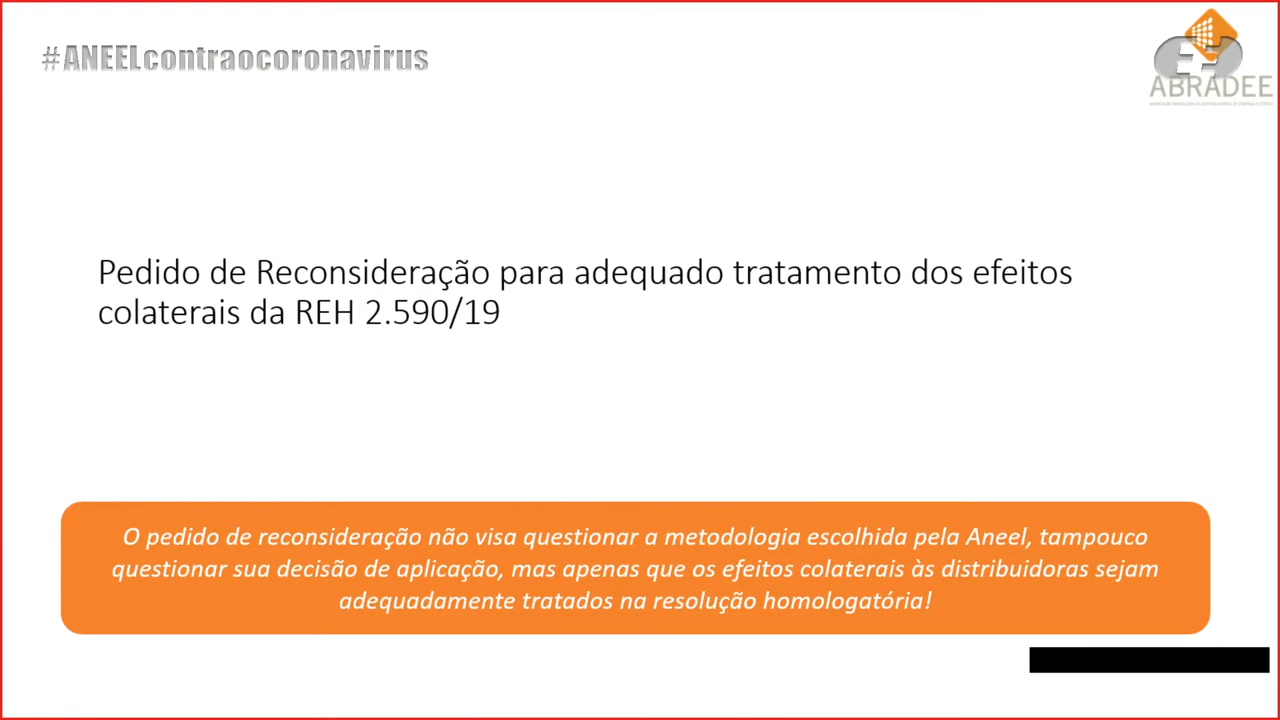 #ANEELcontraocoronavirus
ABRADEE
Pedido de Reconsideração para adequado tratamento dos efeitos
colaterais da REH 2.590/19
O pedido de reconsideração não visa questionar a metodologia escolhida pela Aneel, tampouco
questionar sua decisão de aplicação, mas apenas que os efeitos colaterais às distribuidoras sejam
adequadamente tratados na resolução homologatória!